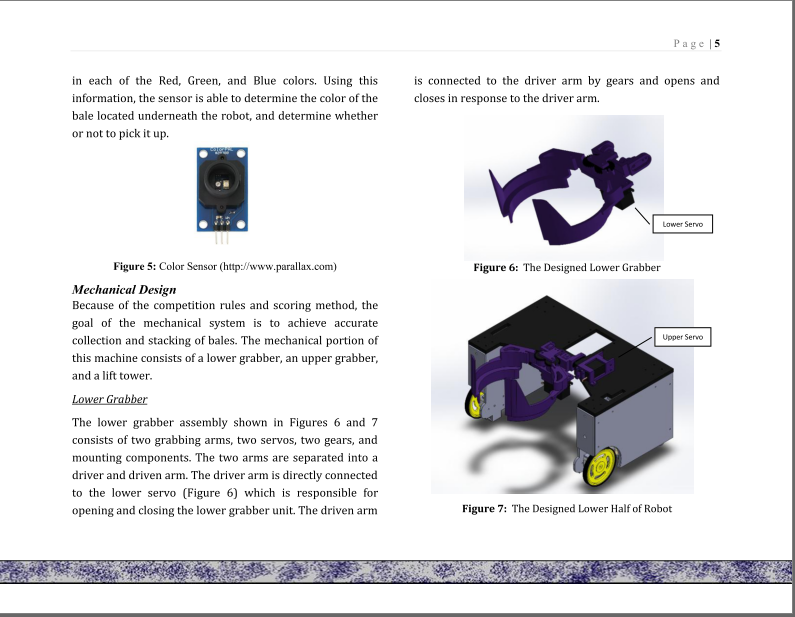 Page | 5
in each of the Red, Green, and Blue colors. Using this
information, the sensor is able to determine the color of the
bale located underneath the robot, and determine whether
or not to pick it up.
Figure 5: Color Sensor (http://www.parallax.com)
Mechanical Design
Because of the competition rules and scoring method, the
goal of the mechanical system is to achieve accurate
collection and stacking of bales. The mechanical portion of
this machine consists of a lower grabber, an upper grabber,
and a lift tower.
Lower Grabber
The lower grabber assembly shown in Figures 6 and 7
consists of two grabbing arms, two servos, two gears, and
mounting components. The two arms are separated into a
driver and driven arm. The driver arm is directly connected
to the lower servo (Figure 6) which is responsible for
opening and closing the lower grabber unit. The driven arm
is connected to the driver arm by gears and opens and
closes in response to the driver arm.
Lower Servo
Figure 6: The Designed Lower Grabber
Upper Servo
Figure 7: The Designed Lower Half of Robot